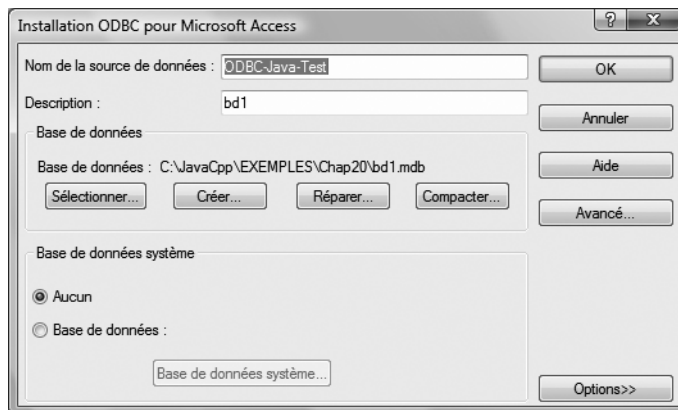 Installation ODBC pour Microsoft Access
Nom de la source de données : ODBC-Java-Test
OK
Description : bd1
Annuler
Base de données
Base de données : C:\JavaCpp\EXEMPLES\Chap20\bd1.mdb
Aide
Sélectionner... Créer... Réparer... Compacter...
Avancé...
Base de données système
Aucun
Base de données :
Base de données système...
Options>>